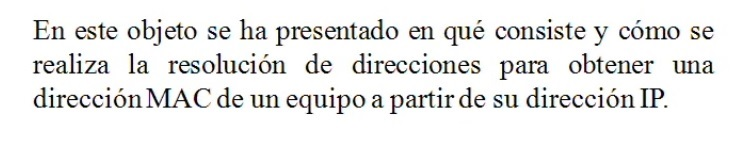 En este objeto se ha presentado en qué consiste y cómo se
realiza la resolución de direcciones para obtener una
dirección MAC de un equipo a partir de su dirección IP.